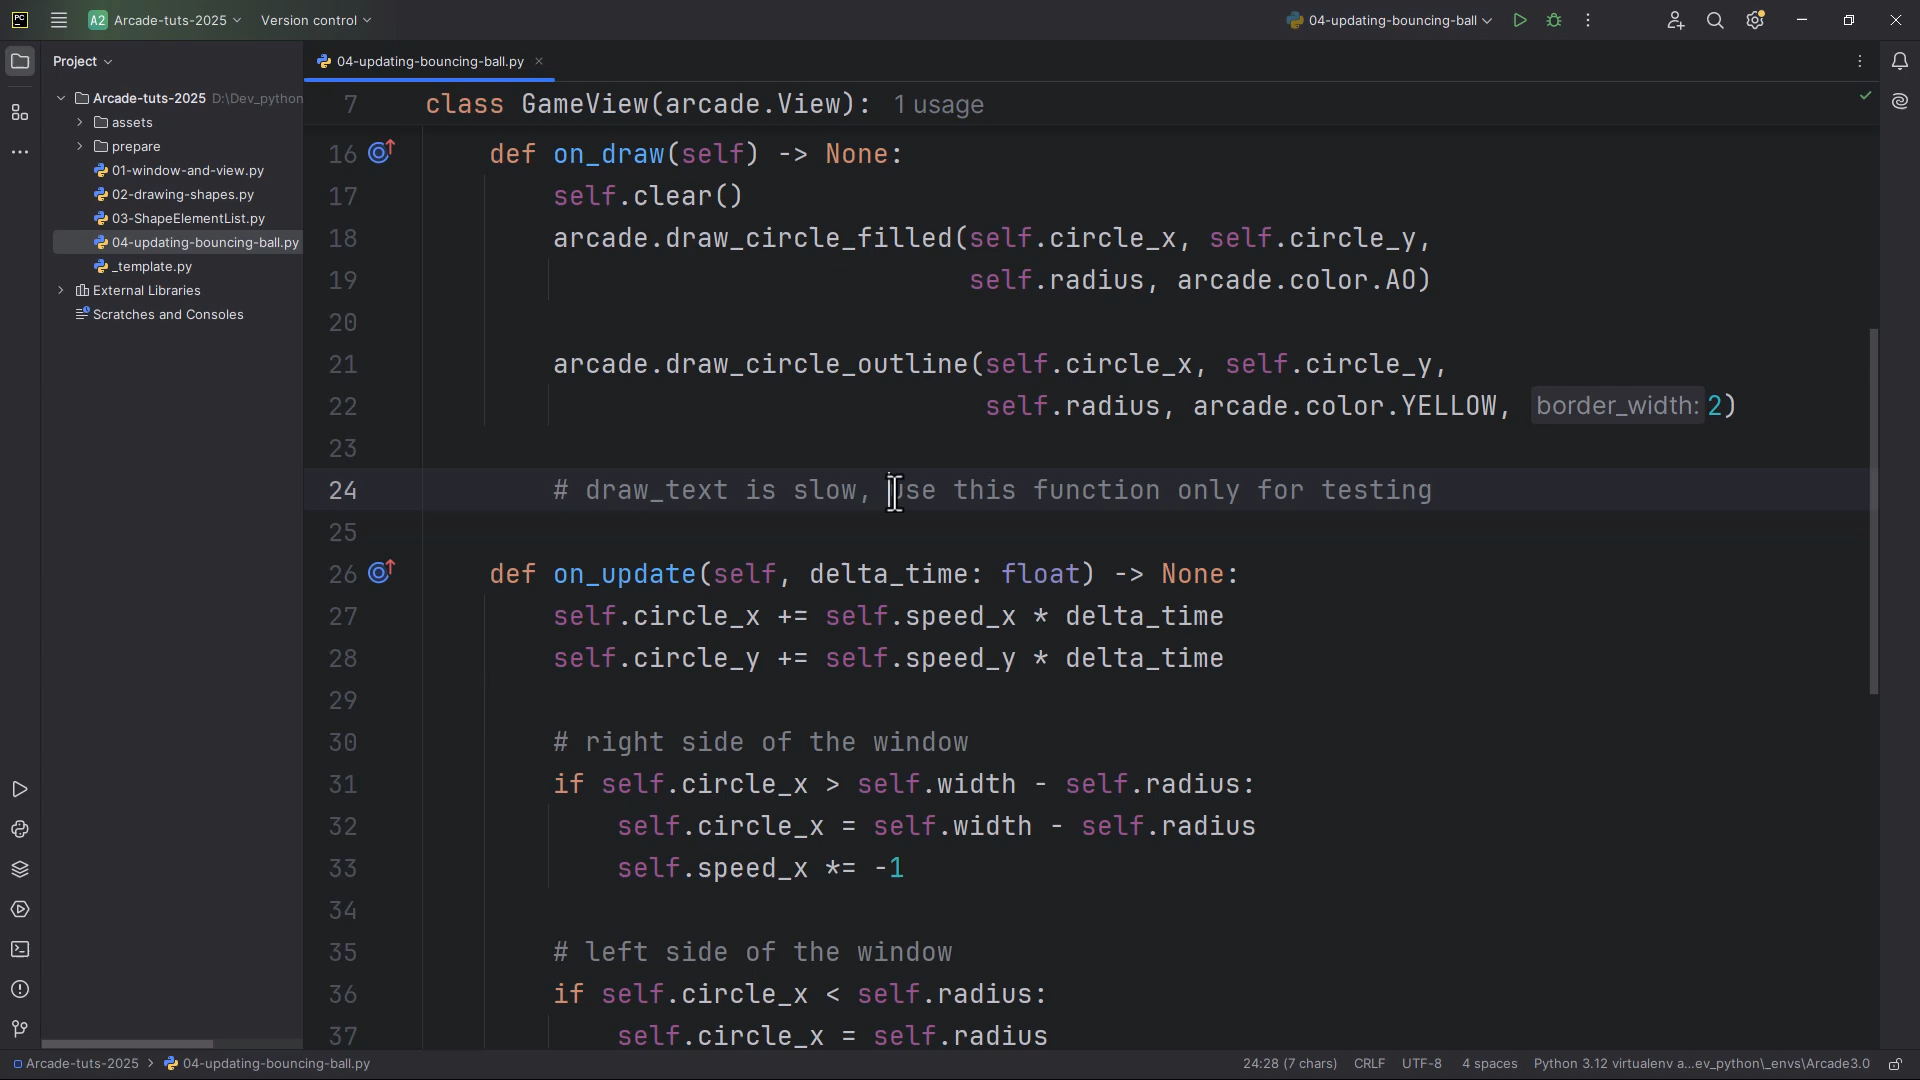 PC A2 Arcade-tuts-2025 Version control 04-updating-bouncing-ball
Project
04-updating-bouncing-ball.py
Arcade-tuts-2025 D:\Dev_python
assets
prepare
01-window-and-view.py
02-drawing-shapes.py
03-ShapeElementList.py
04-updating-bouncing-ball.py
_template.py
External Libraries
Scratches and Consoles
7 class GameView(arcade.View): 1 usage
16 def on_draw(self) -> None:
17 self.clear()
18 arcade.draw_circle_filled(self.circle_x, self.circle_y,
19 self.radius, arcade.color.AO)
20
21 arcade.draw_circle_outline(self.circle_x, self.circle_y,
22 self.radius, arcade.color.YELLOW, border_width: 2)
23
24 # draw_text is slow, use this function only for testing
25
26 def on_update(self, delta_time: float) -> None:
27 self.circle_x += self.speed_x * delta_time
28 self.circle_y += self.speed_y * delta_time
29
30 # right side of the window
31 if self.circle_x > self.width - self.radius:
32 self.circle_x = self.width - self.radius
33 self.speed_x *= -1
34
35 # left side of the window
36 if self.circle_x < self.radius:
37 self.circle_x = self.radius
Arcade-tuts-2025 > 04-updating-bouncing-ball.py
24:28 (7 chars) CRLF UTF-8 4 spaces Python 3.12 virtualenv a...ev_python\_envs\Arcade3.0